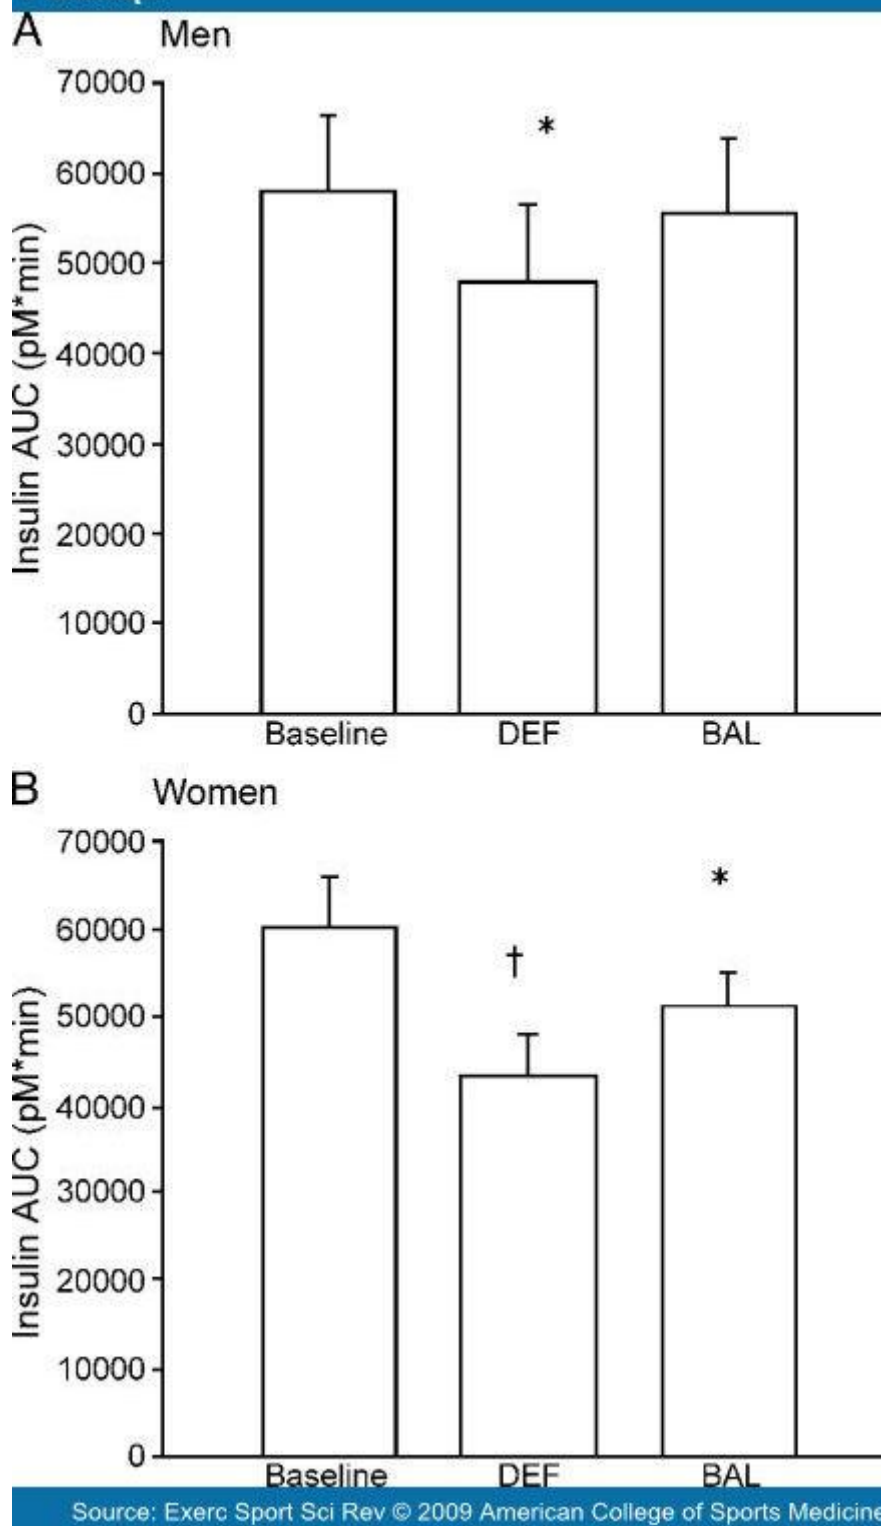 A Men
70000
60000
50000
40000
30000
20000
10000
0
Insulin AUC (pM*min)
*
Baseline DEF BAL
B Women
70000
60000
50000
40000
30000
20000
10000
0
Insulin AUC (pM*min)
†
*
Baseline DEF BAL
Source: Exerc Sport Sci Rev © 2009 American College of Sports Medicine